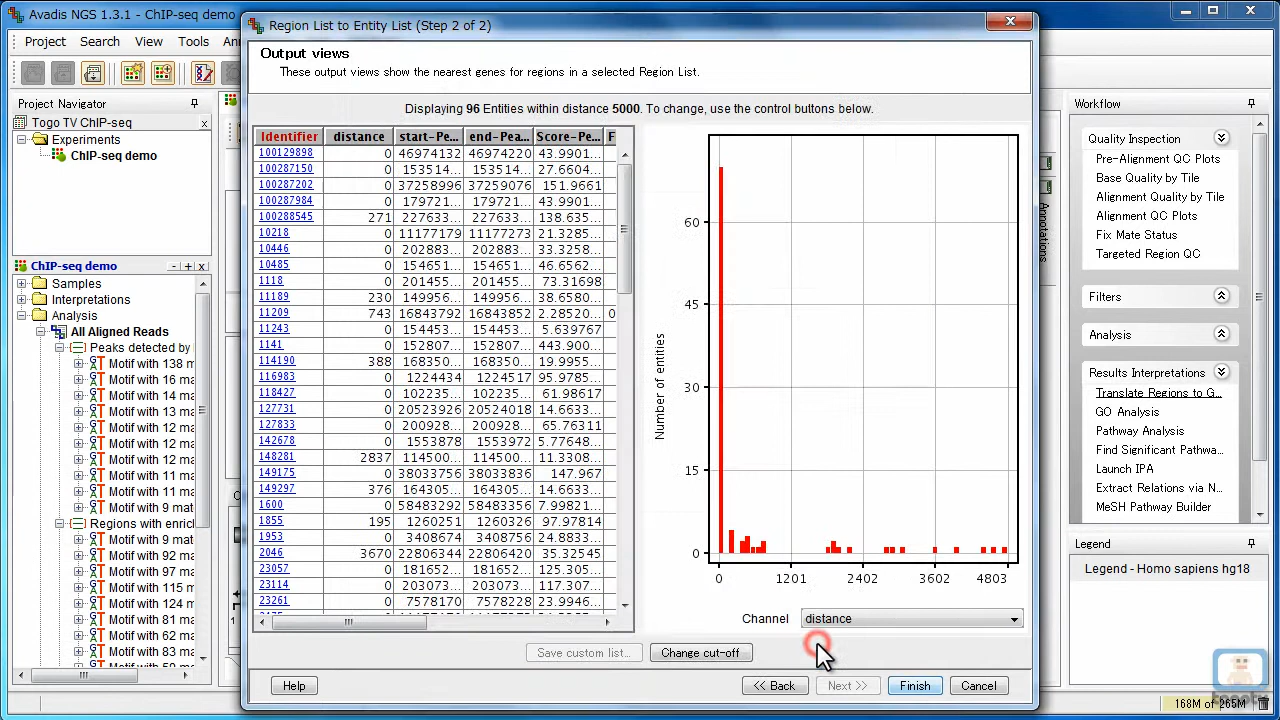 Avadis NGS 1.3.1 - ChIP-seq demo
Project Search View Tools
Project Navigator
Togo TV ChIP-seq
Experiments
ChIP-seq demo
ChIP-seq demo
Samples
Interpretations
Analysis
All Aligned Reads
Peaks detected by
Motif with 138 m
Motif with 16 ma
Motif with 14 ma
Motif with 13 ma
Motif with 12 ma
Motif with 12 ma
Motif with 12 ma
Motif with 11 ma
Motif with 11 ma
Motif with 9 mat
Regions with enric
Motif with 9 mat
Motif with 92 ma
Motif with 97 ma
Motif with 115 m
Motif with 124 m
Motif with 81 ma
Motif with 62 ma
Motif with 83 ma
Region List to Entity List (Step 2 of 2)
Output views
These output views show the nearest genes for regions in a selected Region List.
Displaying 96 Entities within distance 5000. To change, use the control buttons below.
Identifier distance start-Pe... end-Pea... Score-Pe... F
100129898 0 46974132 46974220 43.9901...
100287150 0 153514... 153514... 27.6604...
100287202 0 37258996 37259076 151.9661
100287984 0 179721... 179721... 43.9901...
100288545 271 227633... 227633... 138.635...
10218 0 11177179 11177273 21.3285...
10446 0 202883... 202883... 33.3258...
10485 0 154651... 154651... 46.6562...
1118 0 201455... 201455... 73.31698
11189 230 149956... 149956... 38.6580...
11209 743 16843792 16843852 2.28520... 0
11243 0 154453... 154453... 5.639767
1141 0 152807... 152807... 443.900...
114190 388 168350... 168350... 19.9955...
116983 0 1224434 1224517 95.9785...
118427 0 102235... 102235... 61.98617
127731 0 20523926 20524018 14.6633...
127833 0 200928... 200928... 65.76311
142678 0 1553878 1553972 5.77648...
148281 2837 114500... 114500... 11.3308...
149175 0 38033756 38033836 147.967
149297 376 164305... 164305... 14.6633...
1600 0 58483292 58483356 7.99821...
1855 195 1260251 1260326 97.97814
1953 0 3408674 3408756 24.8833...
2046 3670 22806344 22806420 35.32545
23057 0 181652... 181652... 125.305...
23114 0 203073... 203073... 117.307...
23261 0 7578170 7578228 23.9946...
Number of entities
60
45
30
15
0
0 1201 2402 3602 4803
Channel distance
Save custom list... Change cut-off
Help << Back Next >> Finish Cancel
Annotations
Workflow
Quality Inspection
Pre-Alignment QC Plots
Base Quality by Tile
Alignment Quality by Tile
Alignment QC Plots
Fix Mate Status
Targeted Region QC
Filters
Analysis
Results Interpretations
Translate Regions to G...
GO Analysis
Pathway Analysis
Find Significant Pathwa...
Launch IPA
Extract Relations via N...
MeSH Pathway Builder
Legend
Legend - Homo sapiens hg18
168M of 265M